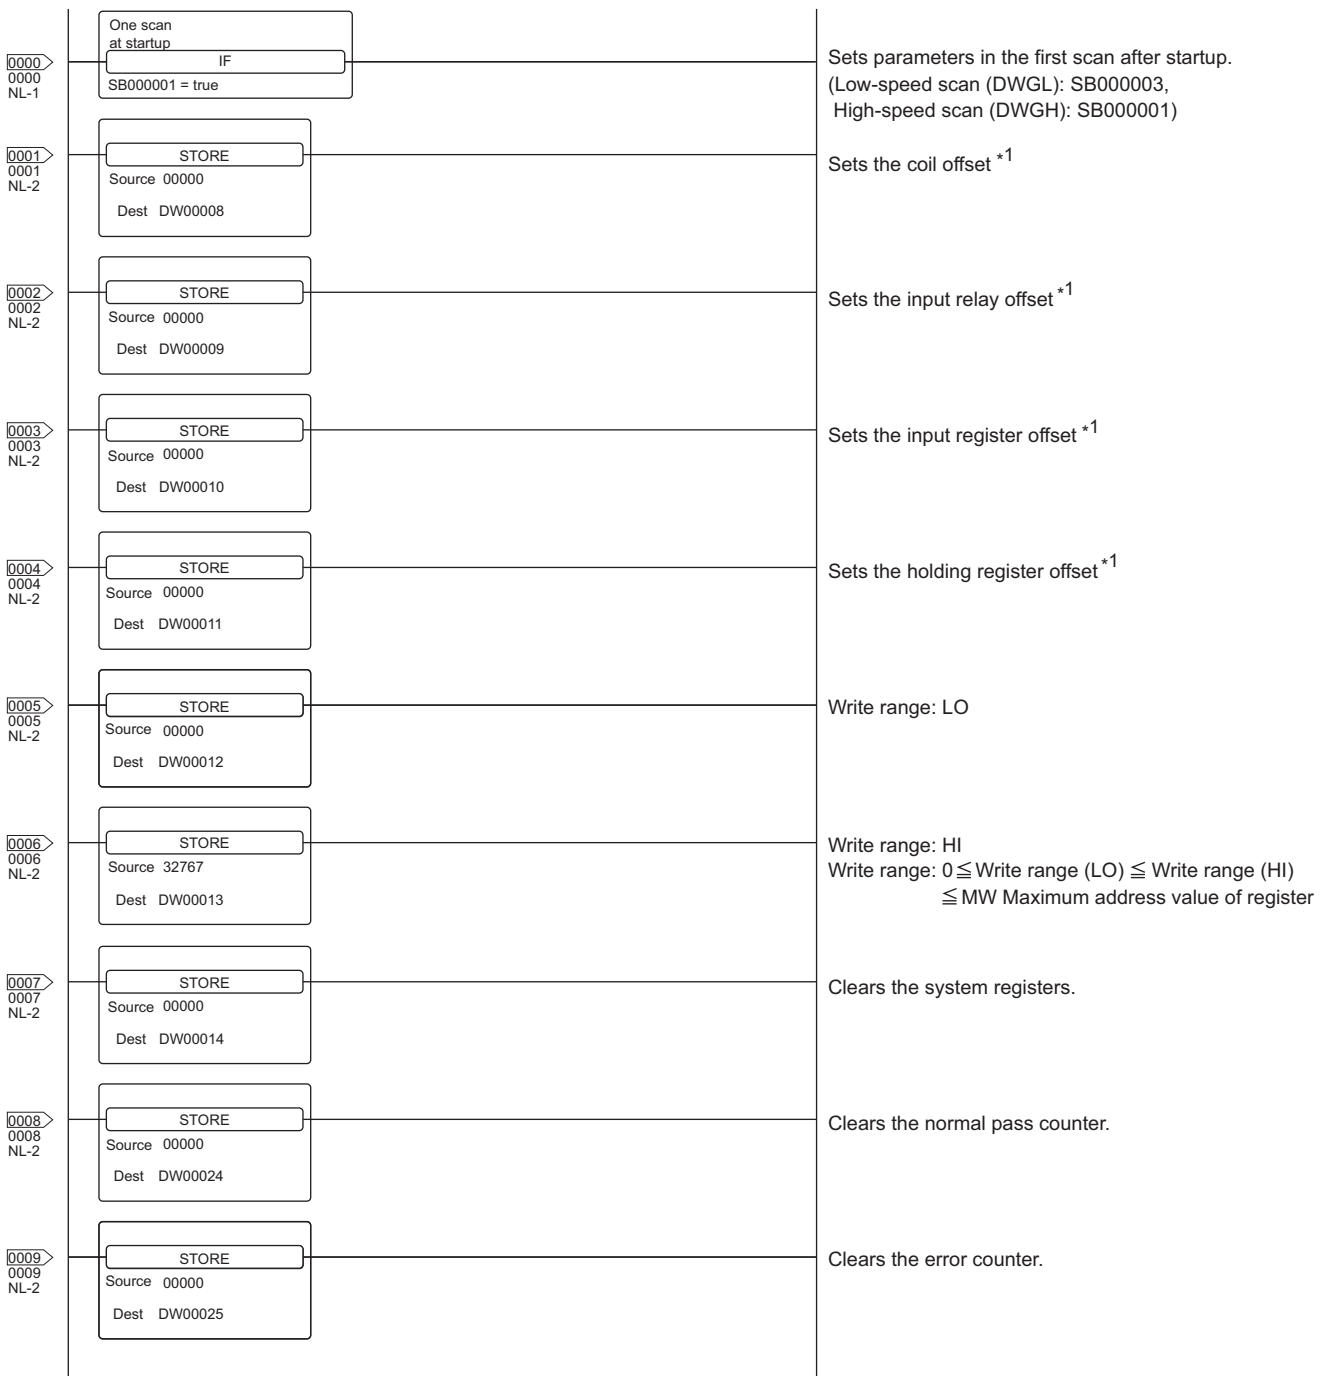 One scan
at startup
0000
0000
NL-1
IF
SB000001 = true
Sets parameters in the first scan after startup.
(Low-speed scan (DWGL): SB000003,
High-speed scan (DWGH): SB000001)
0001
0001
NL-2
STORE
Source 00000
Dest DW00008
Sets the coil offset *1
0002
0002
NL-2
STORE
Source 00000
Dest DW00009
Sets the input relay offset *1
0003
0003
NL-2
STORE
Source 00000
Dest DW00010
Sets the input register offset *1
0004
0004
NL-2
STORE
Source 00000
Dest DW00011
Sets the holding register offset *1
0005
0005
NL-2
STORE
Source 00000
Dest DW00012
Write range: LO
0006
0006
NL-2
STORE
Source 32767
Dest DW00013
Write range: HI
Write range: 0≦Write range (LO) ≦ Write range (HI)
≦ MW Maximum address value of register
0007
0007
NL-2
STORE
Source 00000
Dest DW00014
Clears the system registers.
0008
0008
NL-2
STORE
Source 00000
Dest DW00024
Clears the normal pass counter.
0009
0009
NL-2
STORE
Source 00000
Dest DW00025
Clears the error counter.